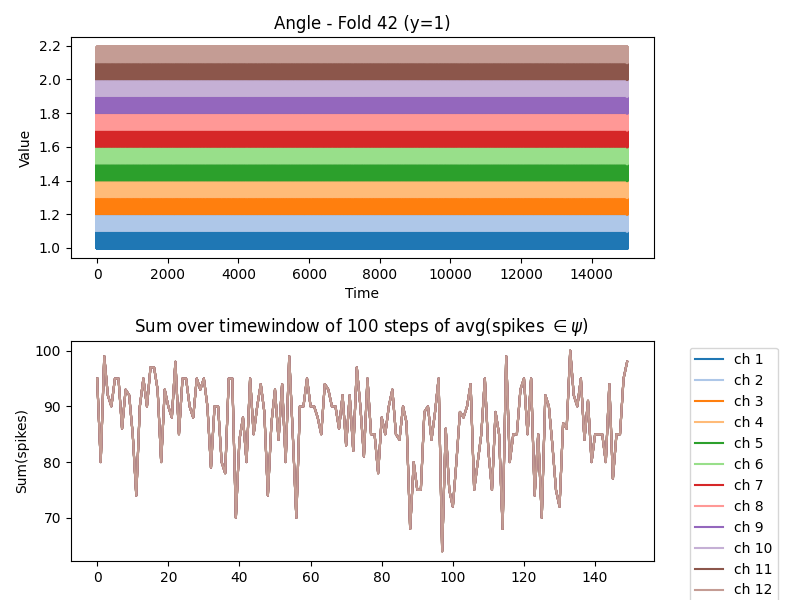 Angle - Fold 42 (y=1)
2.2
2.0
1.8
1.6
1.4
1.2
1.0
Value
0 2000 4000 6000 8000 10000 12000 14000
Time
Sum over timewindow of 100 steps of avg(spikes ∈ψ)
100
90
80
70
Sum(spikes)
0 20 40 60 80 100 120 140
ch 1
ch 2
ch 3
ch 4
ch 5
ch 6
ch 7
ch 8
ch 9
ch 10
ch 11
ch 12